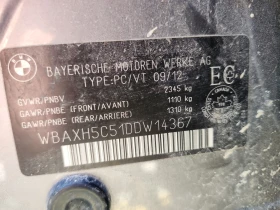 BAYERISCHE MOTOREN WERKE AG
TYPE:PC/VT 09/12
GVWR/PNBV 2345 kg
GAWR/PNBE (FRONT/AVANT) 1110 kg
GAWR/PNBE (REAR/ARRIERE) 1310 kg
WBAXH5C51DDW14367